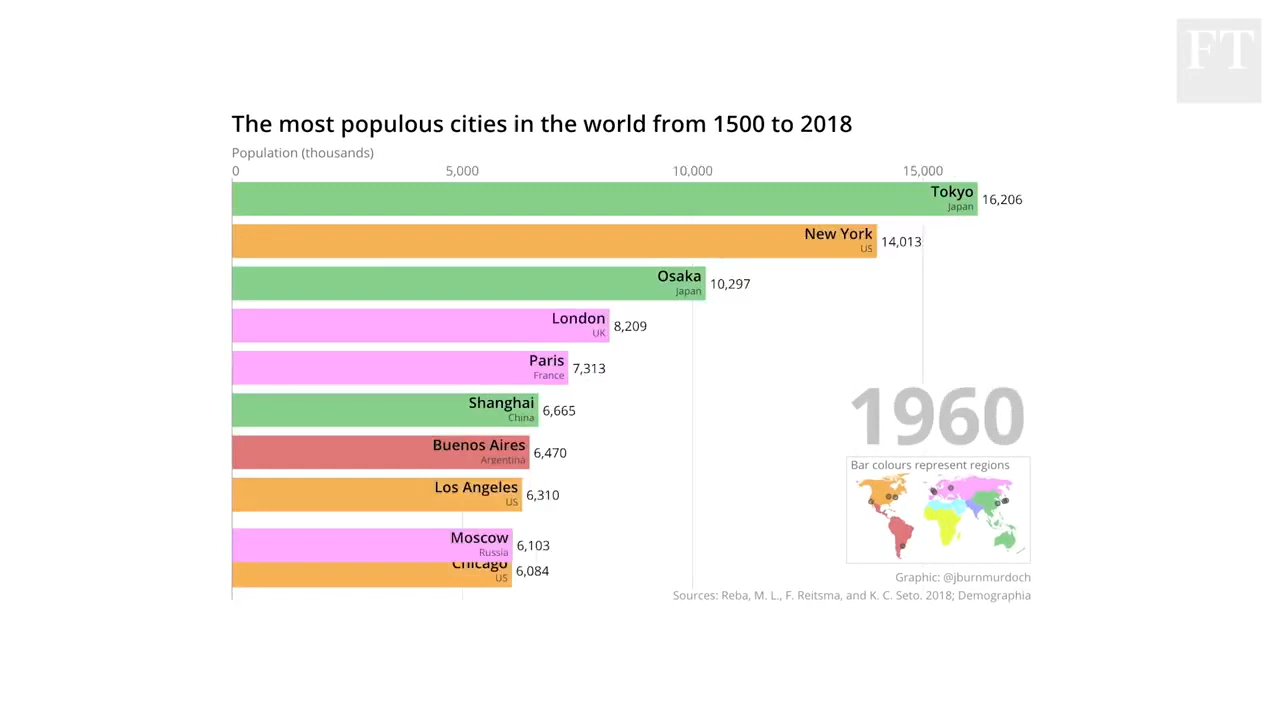 FT
The most populous cities in the world from 1500 to 2018
Population (thousands)
0 5,000 10,000 15,000
Tokyo
Japan
16,206
New York
US
14,013
Osaka
Japan
10,297
London
UK
8,209
Paris
France
7,313
Shanghai
China
6,665
Buenos Aires
Argentina
6,470
Los Angeles
US
6,310
Moscow
Russia
6,103
Chicago
US
6,084
1960
Bar colours represent regions
Graphic: @jburnmurdoch
Sources: Reba, M. L., F. Reitsma, and K. C. Seto. 2018; Demographia